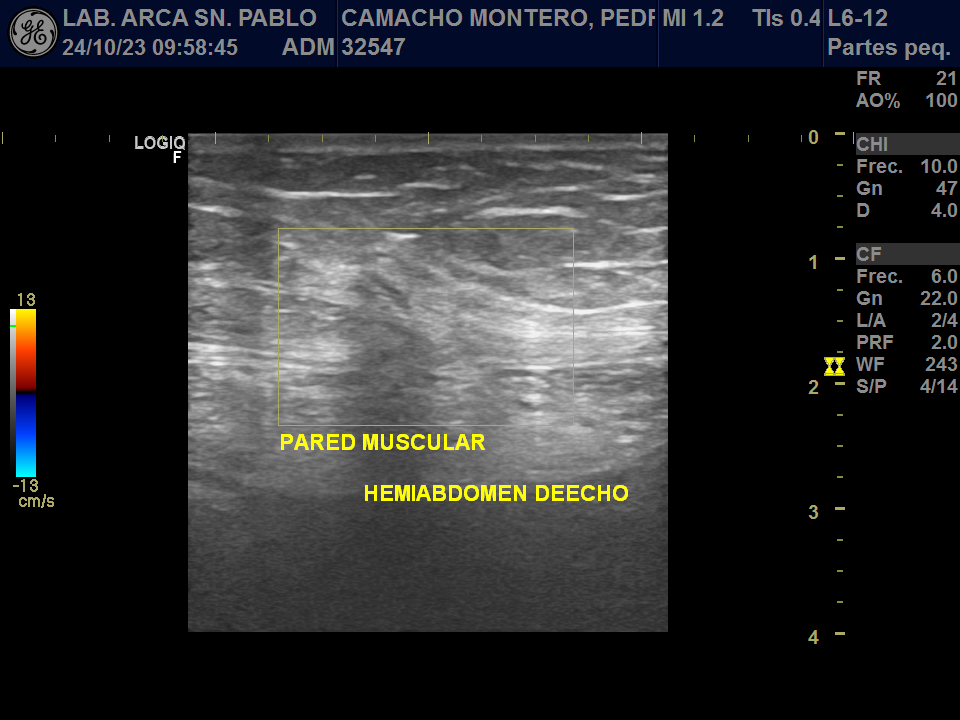 LAB. ARCA SN. PABLO CAMACHO MONTERO, PEDR MI 1.2 TIs 0.4 L6-12
24/10/23 09:58:45 ADM 32547 Partes peq.
FR 21
AO% 100
LOGIQ
F
CHI
Frec. 10.0
Gn 47
D 4.0
CF
Frec. 6.0
Gn 22.0
L/A 2/4
PRF 2.0
WF 243
S/P 4/14
0
1
2
3
4
13
-13
cm/s
PARED MUSCULAR
HEMIABDOMEN DEECHO